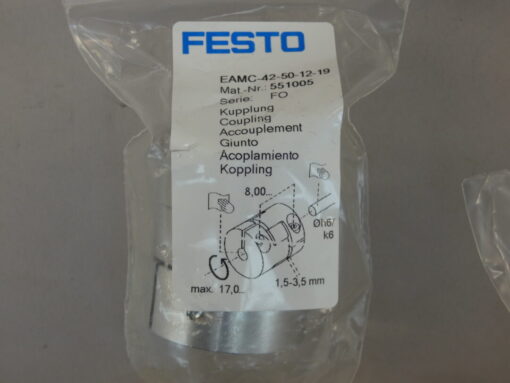 FESTO
EAMC-42-50-12-19
Mat.-Nr.: 551005
Serie: FO
Kupplung
Coupling
Accouplement
Giunto
Acoplamiento
Koppling
8,00...
Øh6/
k6
max. 17,0...
1,5-3,5 mm